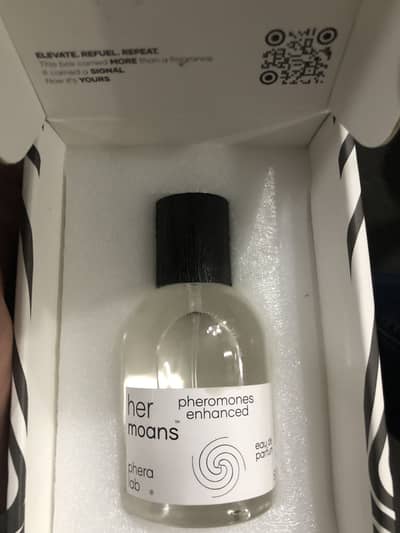 ELEVATE. REFUEL. REPEAT.
This box carried MORE than a fragrance
It carried a SIGNAL
Now it's YOURS
her
moans™
pheromones
enhanced
eau de
parfum
phera
lab ®